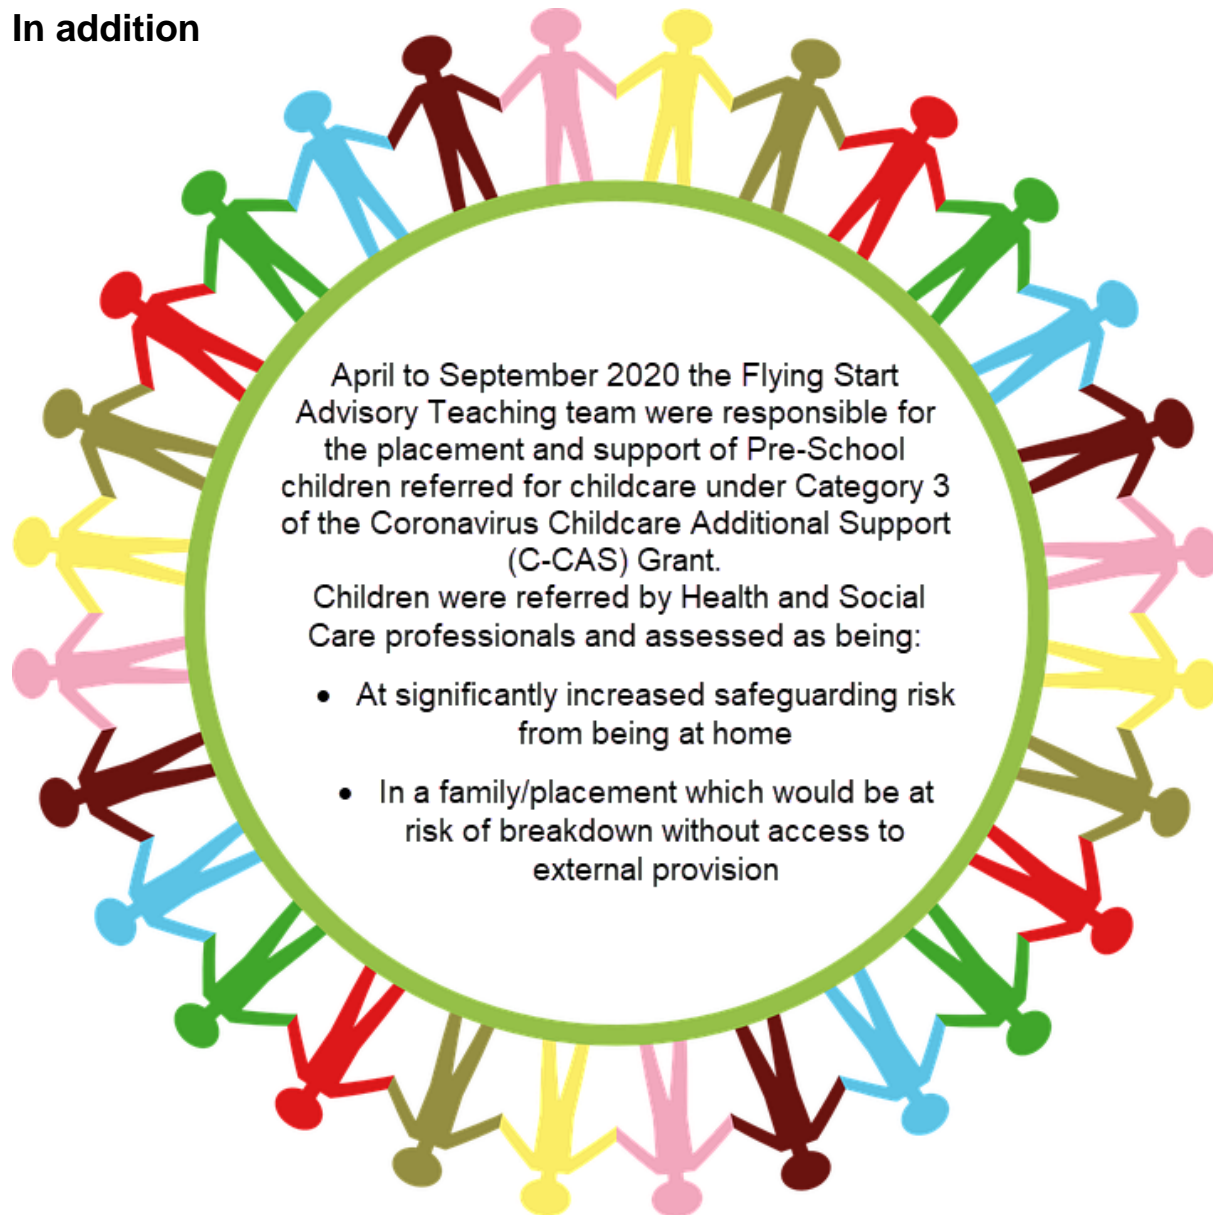 In addition
April to September 2020 the Flying Start
Advisory Teaching team were responsible for
the placement and support of Pre-School
children referred for childcare under Category 3
of the Coronavirus Childcare Additional Support
(C-CAS) Grant.
Children were referred by Health and Social
Care professionals and assessed as being:
• At significantly increased safeguarding risk
from being at home
• In a family/placement which would be at
risk of breakdown without access to
external provision